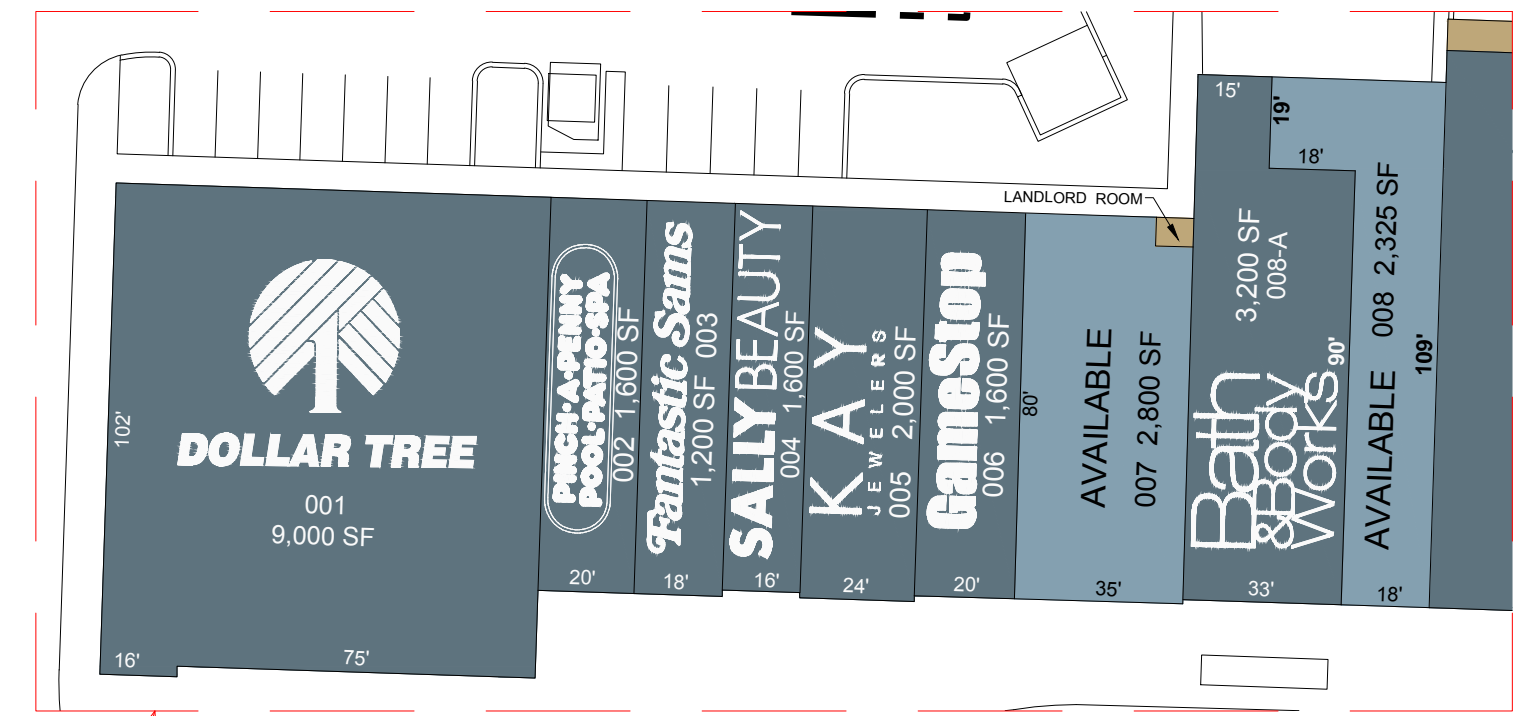 102'
DOLLAR TREE
001
9,000 SF
16'
75'
PINCH·A·PENNY
POOL·PATIO·SPA
002 1,600 SF
20'
Fantastic Sams
1,200 SF 003
18'
SALLY BEAUTY
004 1,600 SF
16'
KAY
JEWELERS
005 2,000 SF
24'
GameStop
006 1,600 SF
20'
80'
AVAILABLE
007 2,800 SF
35'
LANDLORD ROOM
15'
19'
18'
3,200 SF
008-A
Bath
&Body
Works
90'
33'
AVAILABLE 008 2,325 SF
109'
18'